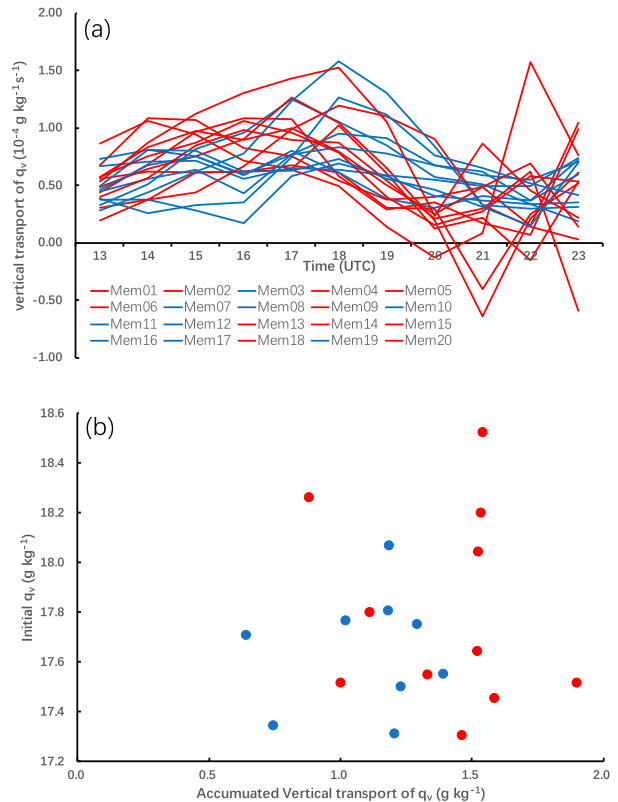 (a)
vertical trasnport of qv (10-4 g kg-1s-1)
2.00
1.50
1.00
0.50
0.00
-0.50
-1.00
13 14 15 16 17 18 19 20 21 22 23
Time (UTC)
Mem01 Mem02 Mem03 Mem04 Mem05
Mem06 Mem07 Mem08 Mem09 Mem10
Mem11 Mem12 Mem13 Mem14 Mem15
Mem16 Mem17 Mem18 Mem19 Mem20
(b)
Initial qv (g kg-1)
18.6
18.4
18.2
18.0
17.8
17.6
17.4
17.2
0.0 0.5 1.0 1.5 2.0
Accumuated Vertical transport of qv (g kg-1)